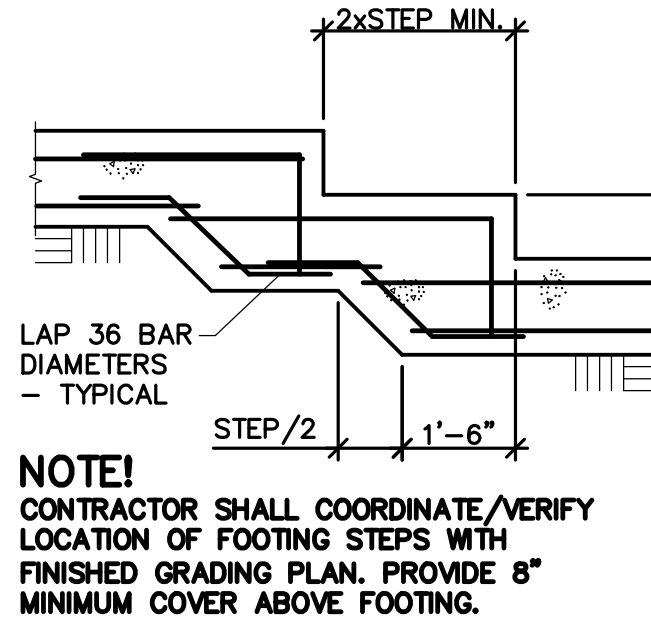 2xSTEP MIN.
LAP 36 BAR
DIAMETERS
- TYPICAL
STEP/2
1'-6"
NOTE!
CONTRACTOR SHALL COORDINATE/VERIFY
LOCATION OF FOOTING STEPS WITH
FINISHED GRADING PLAN. PROVIDE 8"
MINIMUM COVER ABOVE FOOTING.